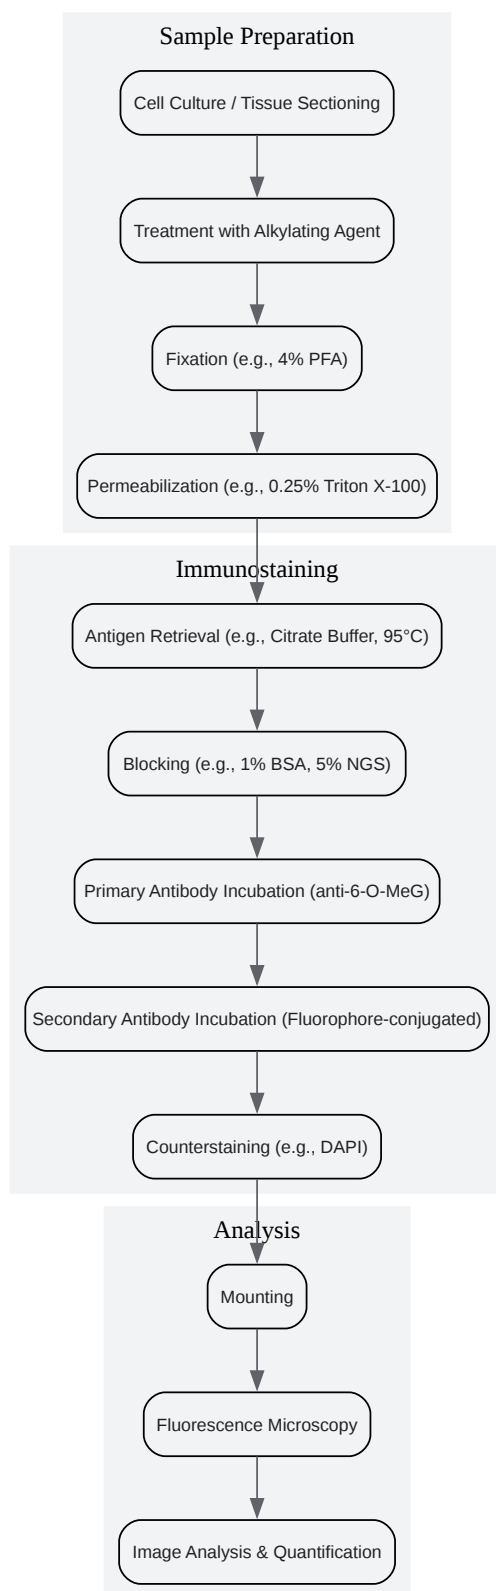 Sample Preparation
Cell Culture / Tissue Sectioning
Treatment with Alkylating Agent
Fixation (e.g., 4% PFA)
Permeabilization (e.g., 0.25% Triton X-100)
Immunostaining
Antigen Retrieval (e.g., Citrate Buffer, 95°C)
Blocking (e.g., 1% BSA, 5% NGS)
Primary Antibody Incubation (anti-6-O-MeG)
Secondary Antibody Incubation (Fluorophore-conjugated)
Counterstaining (e.g., DAPI)
Analysis
Mounting
Fluorescence Microscopy
Image Analysis & Quantification